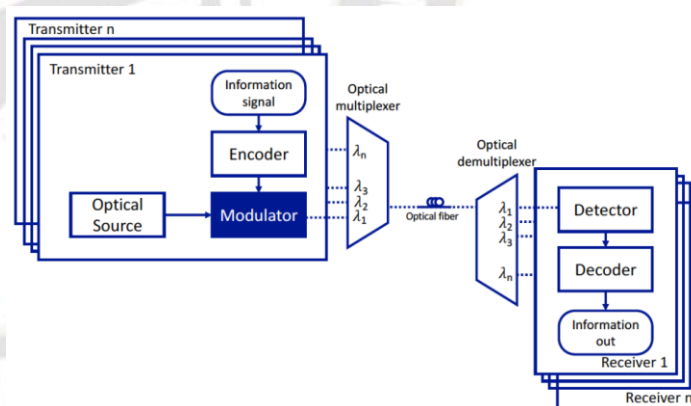 Transmitter n
Transmitter 1
Information
signal
Encoder
Optical
Source
Modulator
Optical
multiplexer
λn
λ3
λ2
λ1
Optical fiber
Optical
demultiplexer
λ1
λ2
λ3
λn
Detector
Decoder
Information
out
Receiver 1
Receiver n